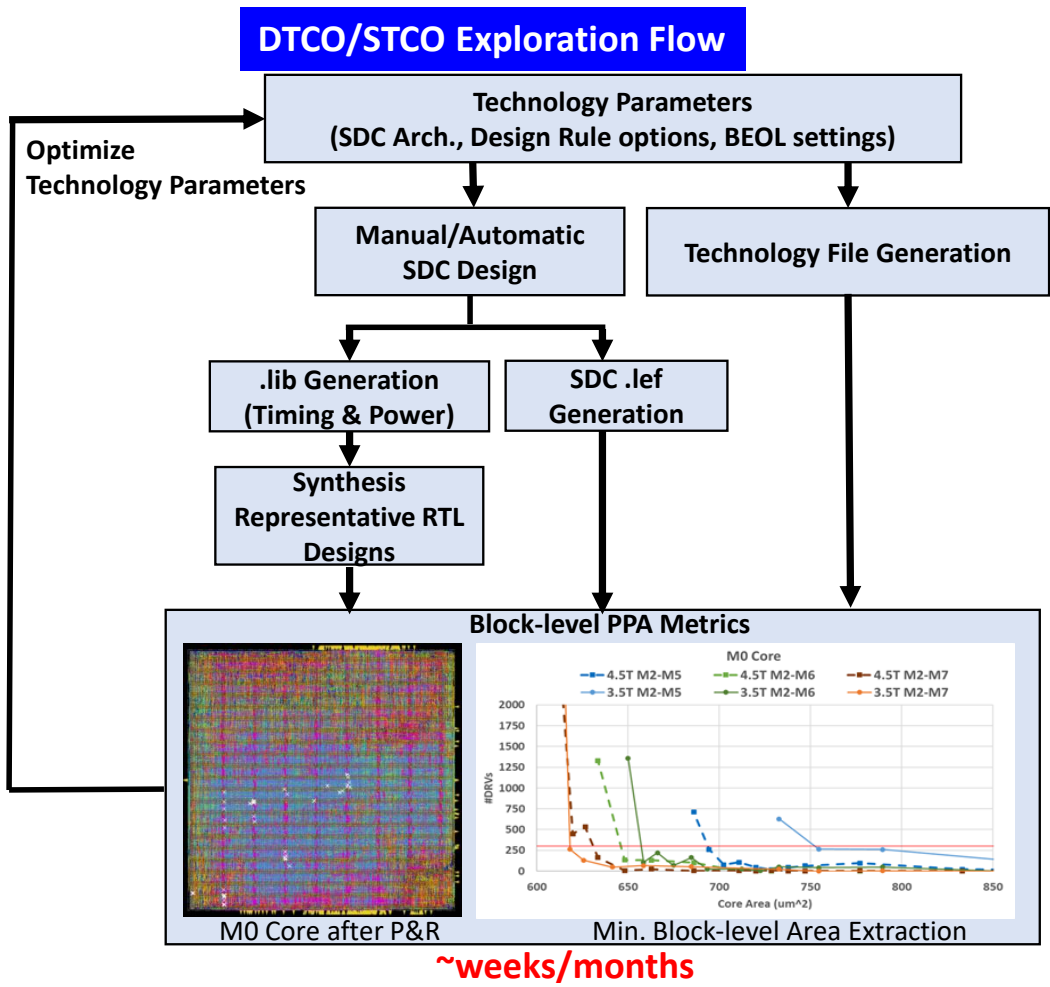 DTCO/STCO Exploration Flow
Technology Parameters
(SDC Arch., Design Rule options, BEOL settings)
Optimize
Technology Parameters
Manual/Automatic
SDC Design
Technology File Generation
.lib Generation
(Timing & Power)
SDC .lef
Generation
Synthesis
Representative RTL
Designs
Block-level PPA Metrics
M0 Core
4.5T M2-M5
4.5T M2-M6
4.5T M2-M7
3.5T M2-M5
3.5T M2-M6
3.5T M2-M7
#DRVs
2000
1750
1500
1250
1000
750
500
250
0
600
650
700
750
800
850
Core Area (um^2)
M0 Core after P&R
Min. Block-level Area Extraction
~weeks/months